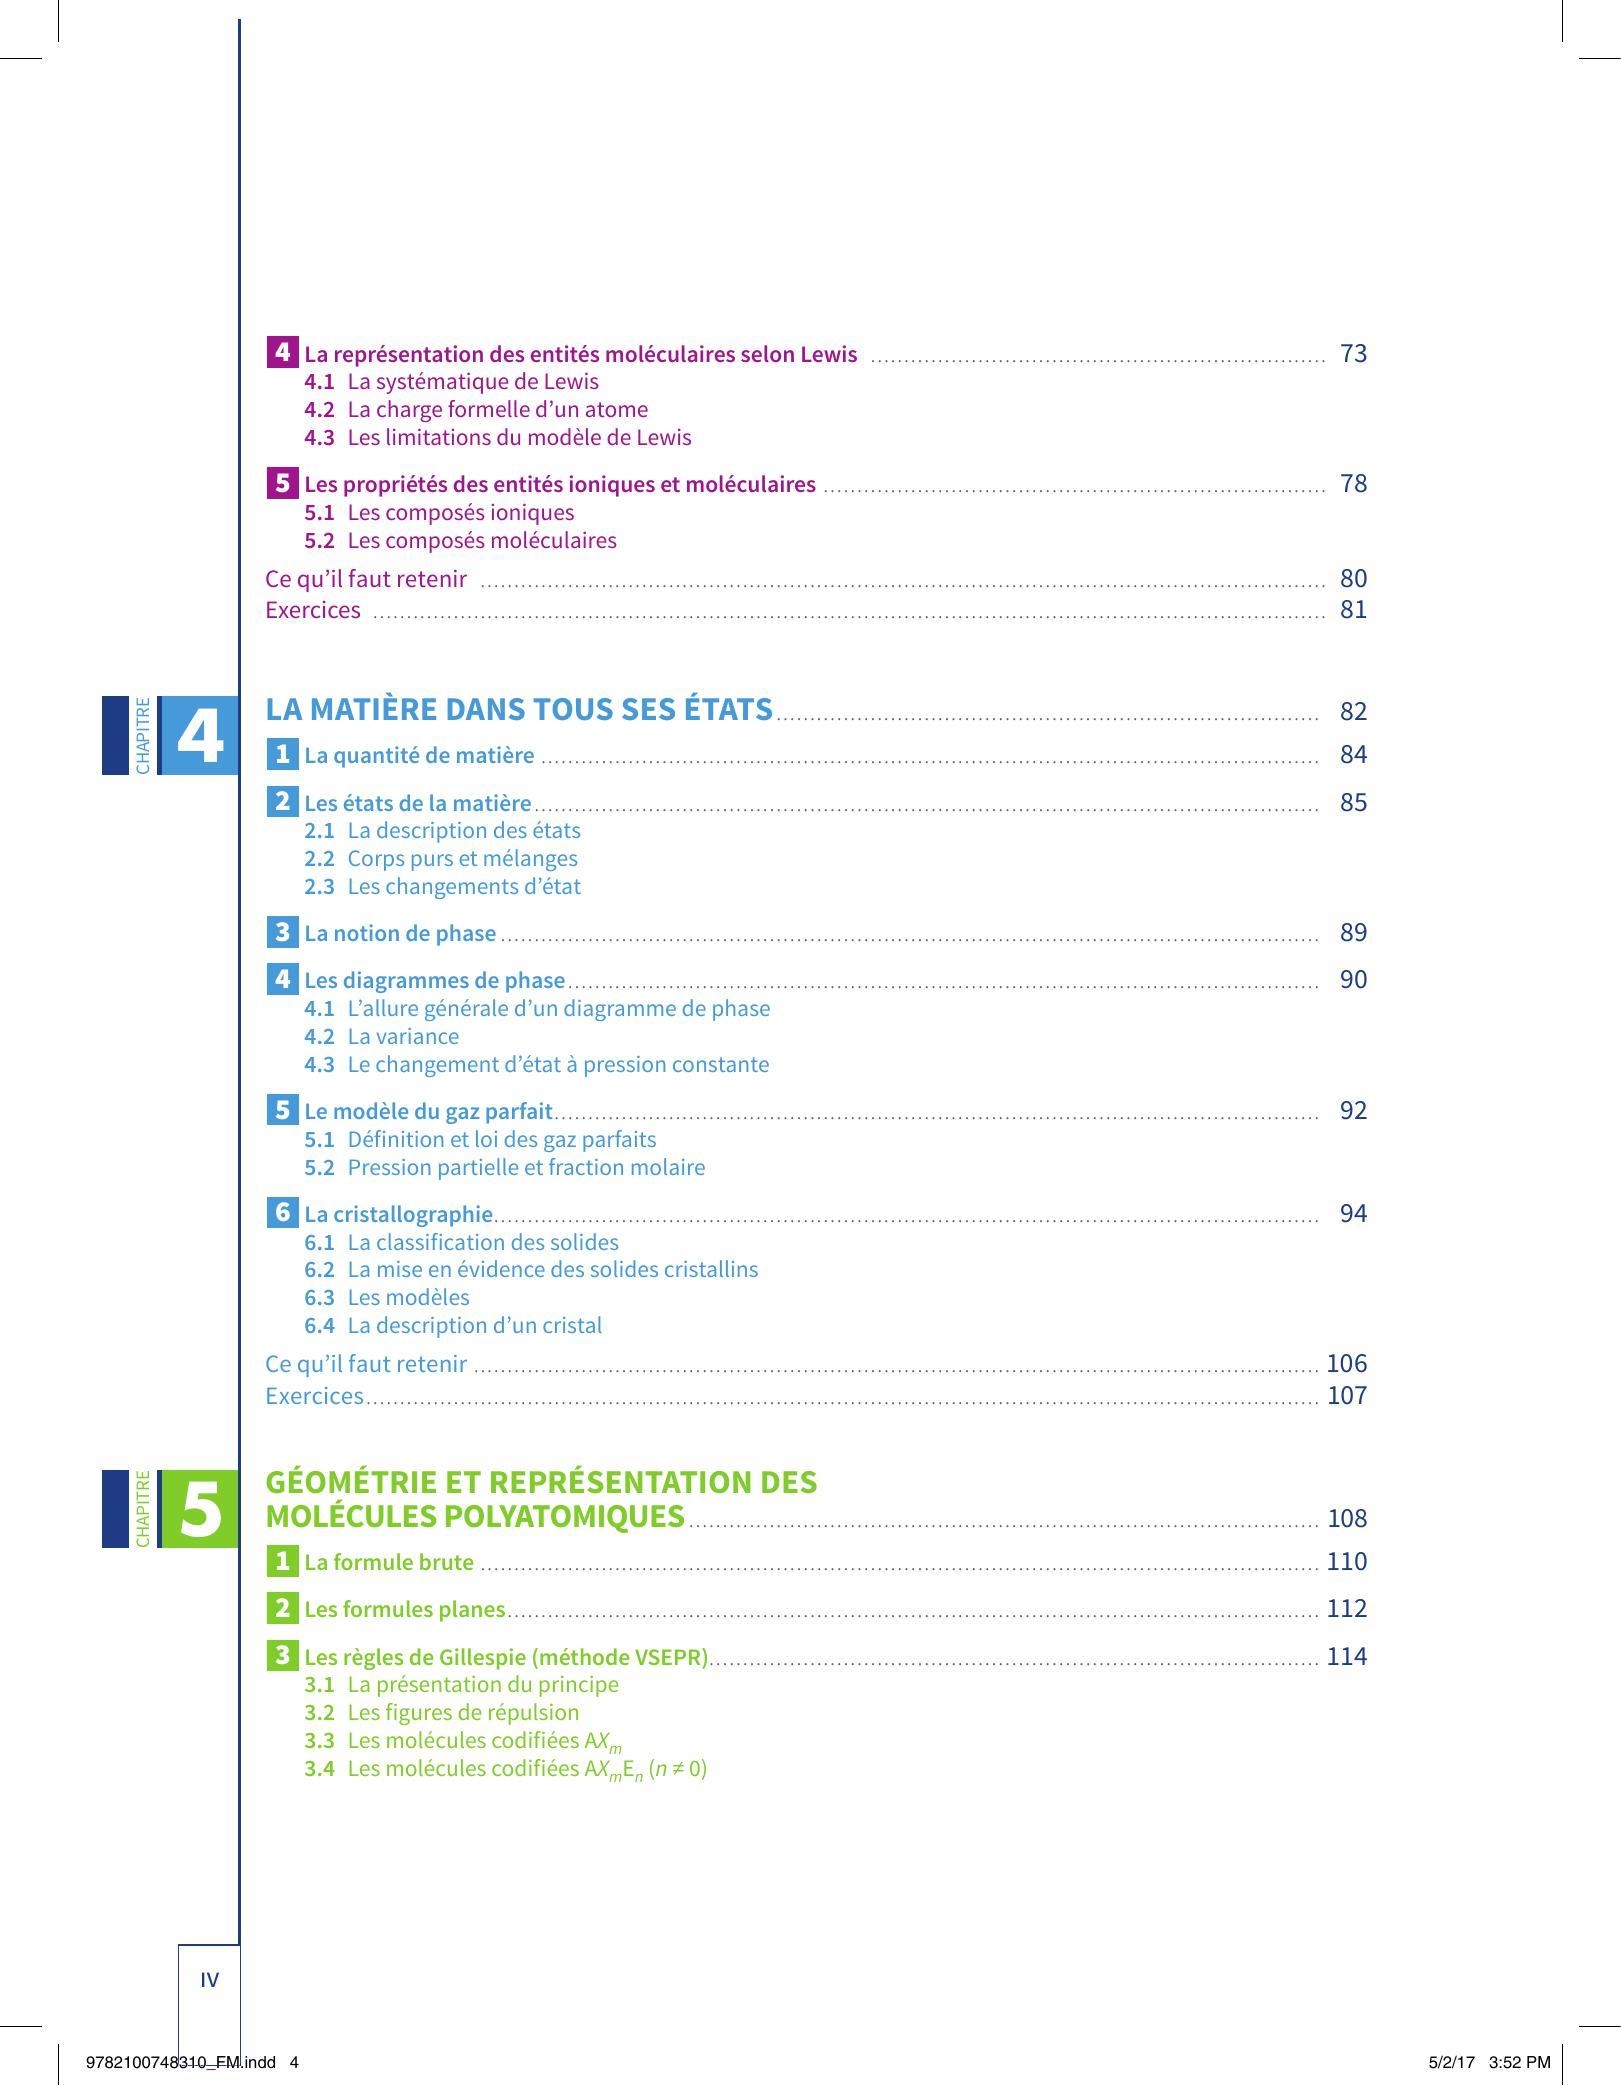 4 La représentation des entités moléculaires selon Lewis 73
4.1 La systématique de Lewis
4.2 La charge formelle d’un atome
4.3 Les limitations du modèle de Lewis
5 Les propriétés des entités ioniques et moléculaires 78
5.1 Les composés ioniques
5.2 Les composés moléculaires
Ce qu’il faut retenir 80
Exercices 81
CHAPITRE 4
LA MATIÈRE DANS TOUS SES ÉTATS 82
1 La quantité de matière 84
2 Les états de la matière 85
2.1 La description des états
2.2 Corps purs et mélanges
2.3 Les changements d’état
3 La notion de phase 89
4 Les diagrammes de phase 90
4.1 L’allure générale d’un diagramme de phase
4.2 La variance
4.3 Le changement d’état à pression constante
5 Le modèle du gaz parfait 92
5.1 Définition et loi des gaz parfaits
5.2 Pression partielle et fraction molaire
6 La cristallographie 94
6.1 La classification des solides
6.2 La mise en évidence des solides cristallins
6.3 Les modèles
6.4 La description d’un cristal
Ce qu’il faut retenir 106
Exercices 107
CHAPITRE 5
GÉOMÉTRIE ET REPRÉSENTATION DES
MOLÉCULES POLYATOMIQUES 108
1 La formule brute 110
2 Les formules planes 112
3 Les règles de Gillespie (méthode VSEPR) 114
3.1 La présentation du principe
3.2 Les figures de répulsion
3.3 Les molécules codifiées AXm
3.4 Les molécules codifiées AXmEn (n ≠ 0)
IV
9782100748310_FM.indd 4 5/2/17 3:52 PM